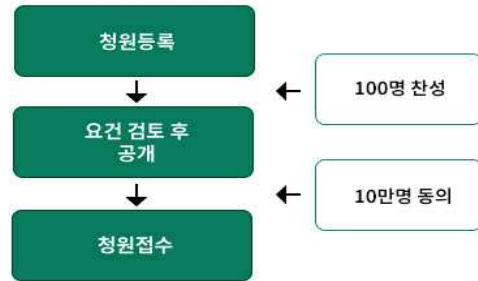 청원등록
100명 찬성
요건 검토 후
공개
10만명 동의
청원접수